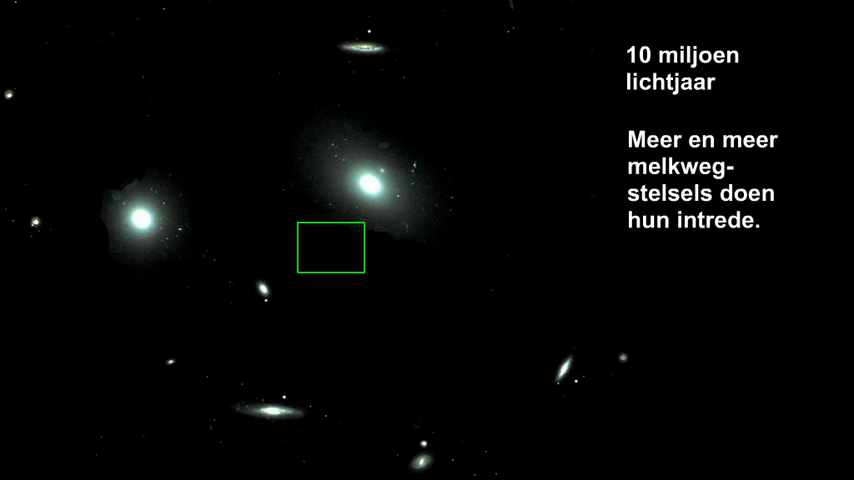 10 miljoen
lichtjaar
Meer en meer
melkweg-
stelsels doen
hun intrede.